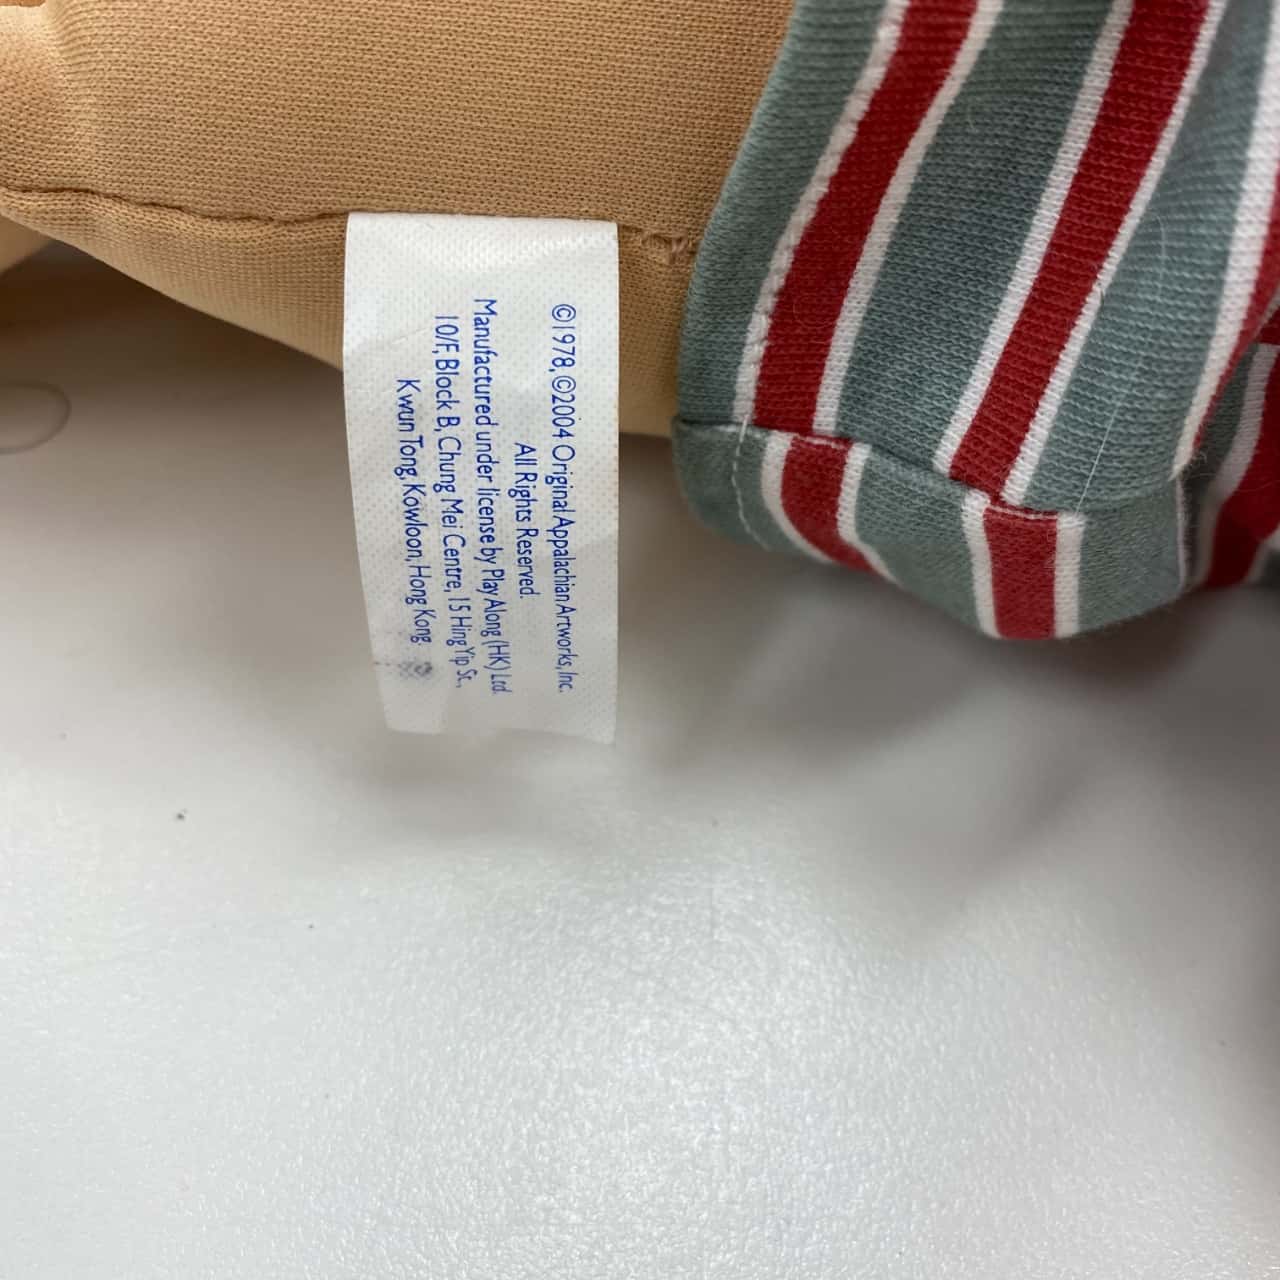 ©1978, ©2004 Original Appalachian Artworks, Inc.
All Rights Reserved.
Manufactured under license by Play Along (HK) Ltd.
10/F, Block B, Chung Mei Centre, 15 Hing Yip St.,
Kwun Tong, Kowloon, Hong Kong